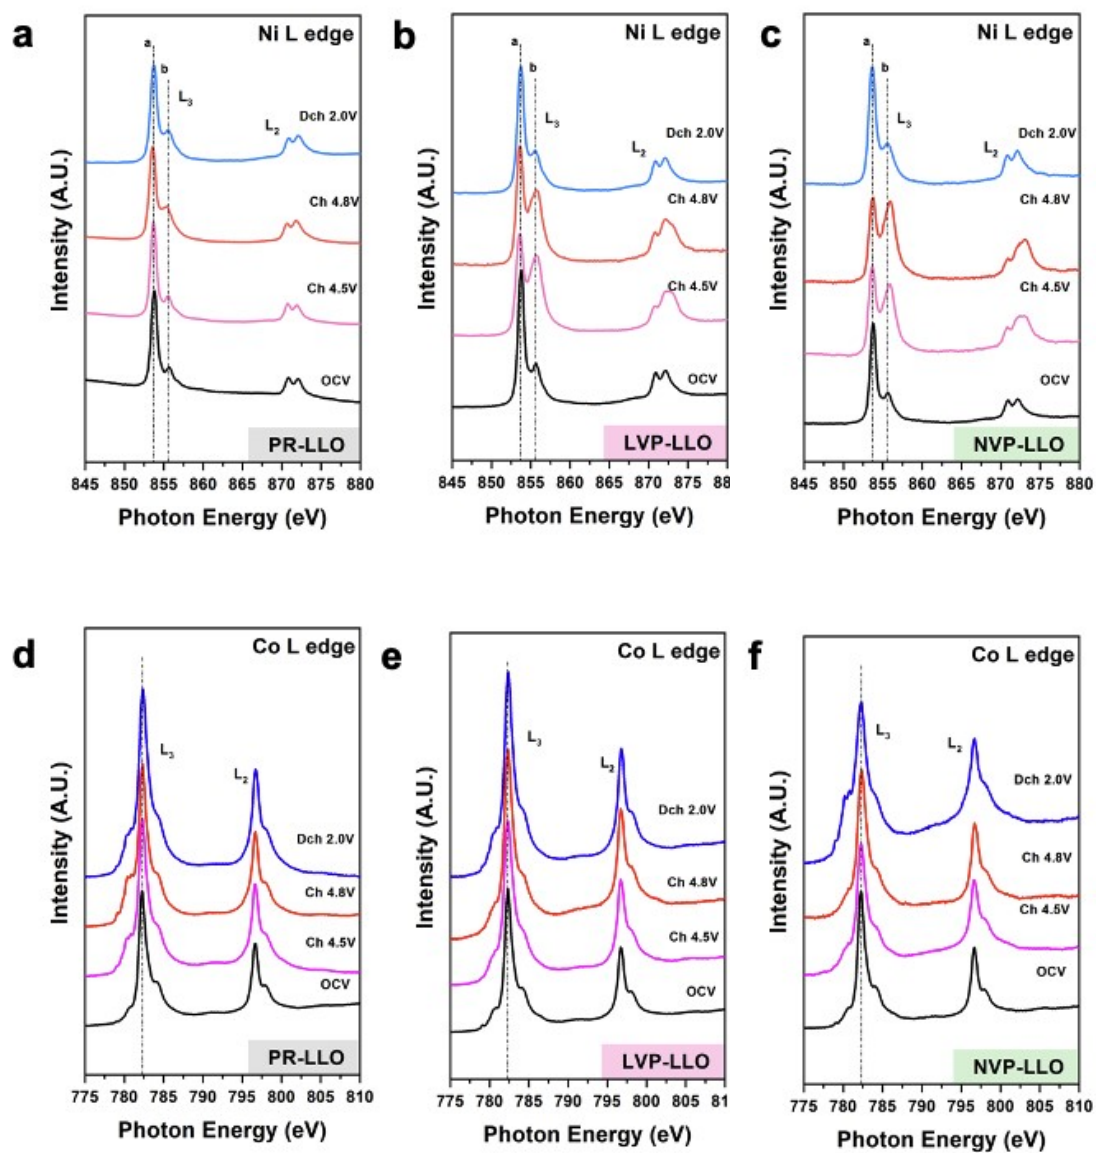 a
Ni L edge
a
b
L3
L2
Dch 2.0V
Ch 4.8V
Ch 4.5V
OCV
PR-LLO
Intensity (A.U.)
845 850 855 860 865 870 875 880
Photon Energy (eV)
b
Ni L edge
a
b
L3
L2
Dch 2.0V
Ch 4.8V
Ch 4.5V
OCV
LVP-LLO
Intensity (A.U.)
845 850 855 860 865 870 875 88
Photon Energy (eV)
c
Ni L edge
a
b
L3
L2
Dch 2.0V
Ch 4.8V
Ch 4.5V
OCV
NVP-LLO
Intensity (A.U.)
845 850 855 860 865 870 875 880
Photon Energy (eV)
d
Co L edge
L3
L2
Dch 2.0V
Ch 4.8V
Ch 4.5V
OCV
PR-LLO
Intensity (A.U.)
775 780 785 790 795 800 805 810
Photon Energy (eV)
e
Co L edge
L3
L2
Dch 2.0V
Ch 4.8V
Ch 4.5V
OCV
LVP-LLO
Intensity (A.U.)
775 780 785 790 795 800 805 81
Photon Energy (eV)
f
Co L edge
L3
L2
Dch 2.0V
Ch 4.8V
Ch 4.5V
OCV
NVP-LLO
Intensity (A.U.)
775 780 785 790 795 800 805 810
Photon Energy (eV)